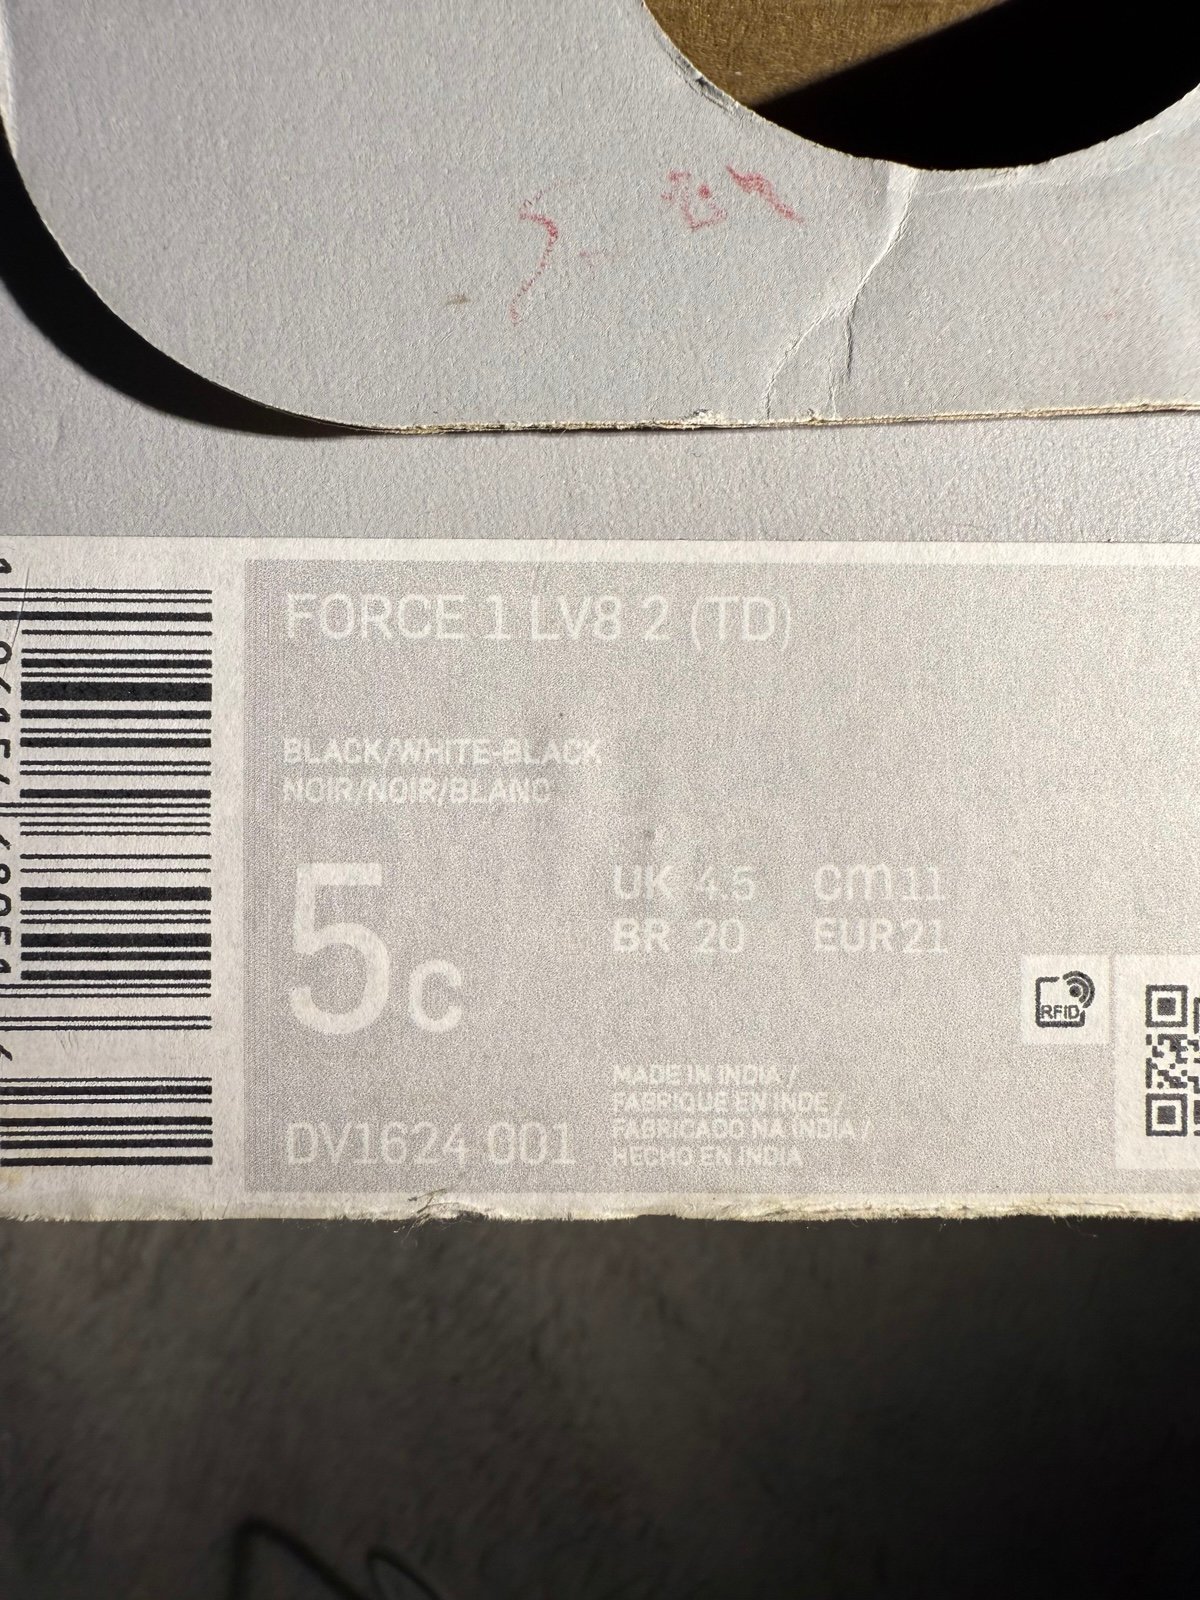 FORCE 1 LV8 2 (TD)
BLACK/WHITE-BLACK
NOIR/NOIR/BLANC
5c
UK 4.5 cm 11
BR 20 EUR 21
RFID
MADE IN INDIA /
FABRIQUE EN INDE /
FABRICADO NA INDIA /
HECHO EN INDIA
DV1624 001